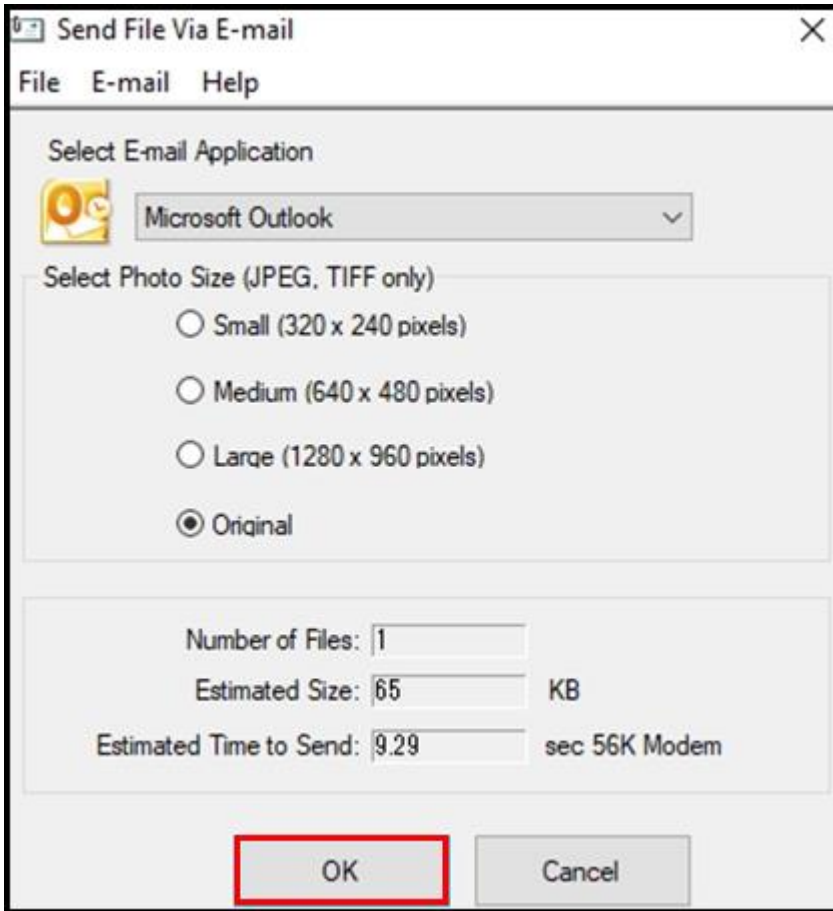 Send File Via E-mail
File E-mail Help
Select E-mail Application
Microsoft Outlook
Select Photo Size (JPEG, TIFF only)
Small (320 x 240 pixels)
Medium (640 x 480 pixels)
Large (1280 x 960 pixels)
Original
Number of Files: 1
Estimated Size: 65 KB
Estimated Time to Send: 9.29 sec 56K Modem
OK Cancel